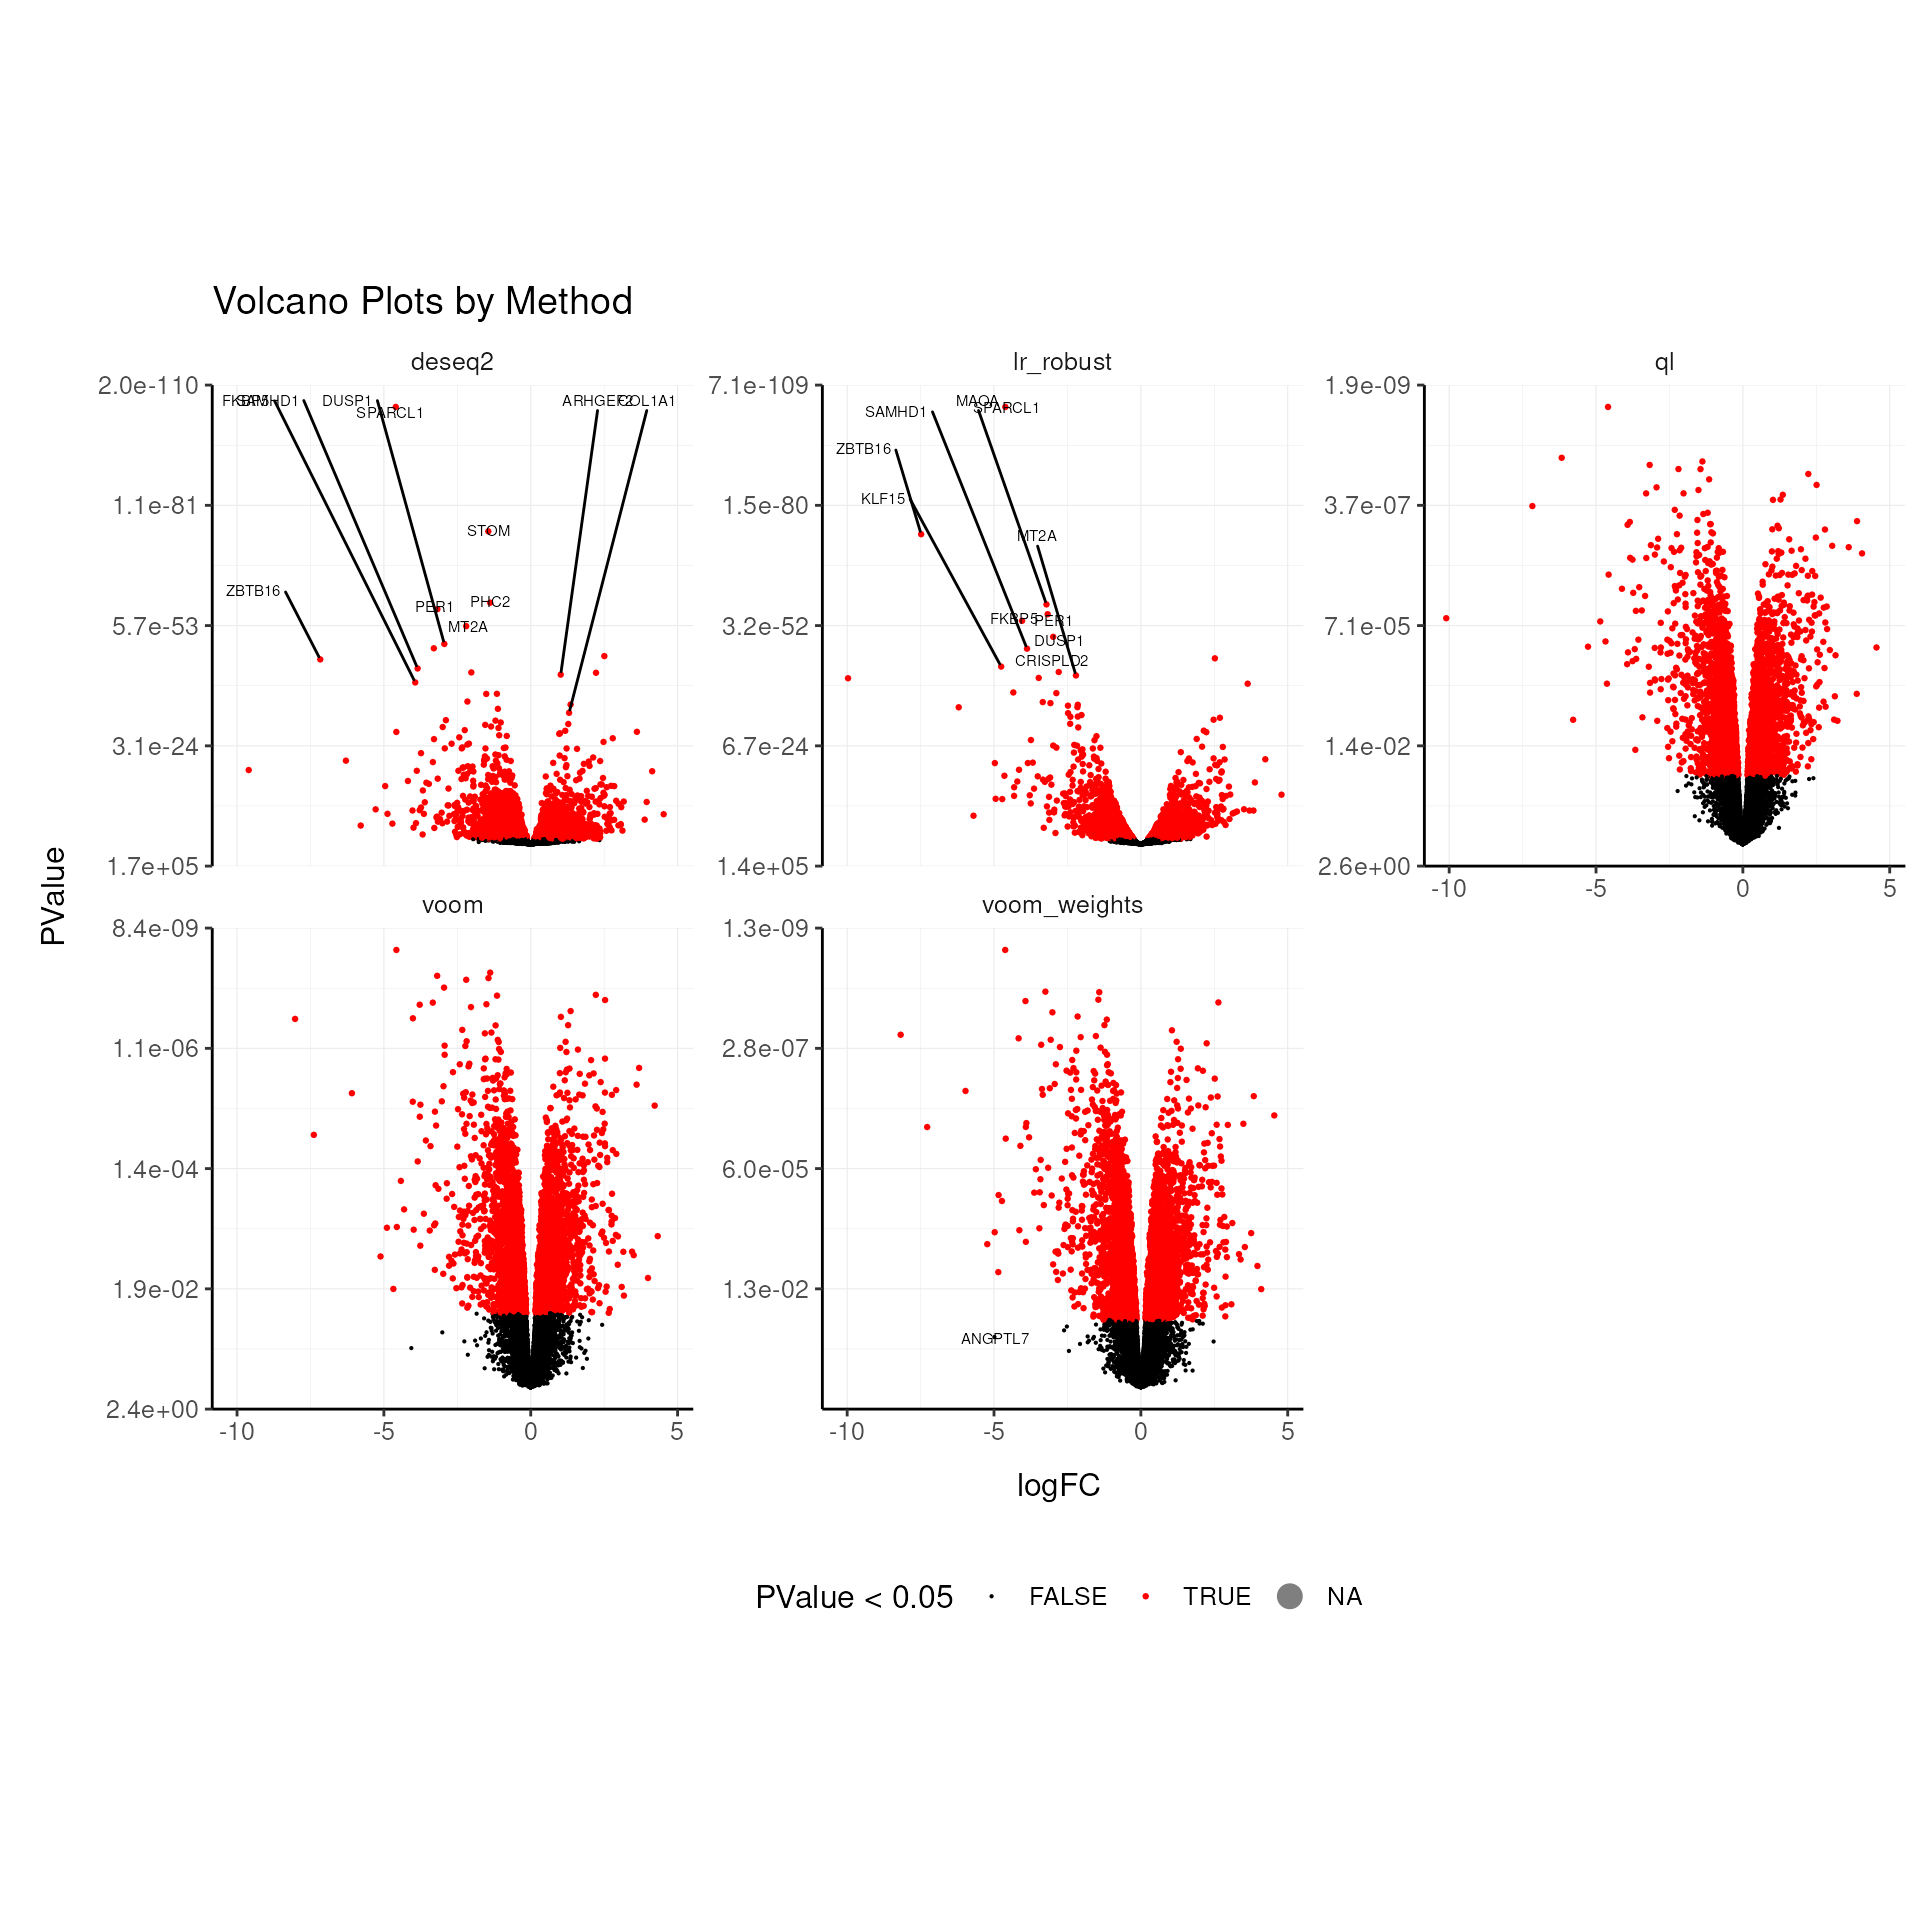 Volcano Plots by Method
deseq2
2.0e-110
1.1e-81
5.7e-53
3.1e-24
1.7e+05
FKBP5
SAMHD1
DUSP1
SPARCL1
ARHGEF2
COL1A1
STOM
ZBTB16
PER1
PHC2
MT2A
lr_robust
7.1e-109
1.5e-80
3.2e-52
6.7e-24
1.4e+05
MAOA
SPARCL1
SAMHD1
ZBTB16
KLF15
MT2A
FKBP5
PER1
DUSP1
CRISPLD2
ql
1.9e-09
3.7e-07
7.1e-05
1.4e-02
2.6e+00
-10 -5 0 5
PValue
voom
8.4e-09
1.1e-06
1.4e-04
1.9e-02
2.4e+00
-10 -5 0 5
voom_weights
1.3e-09
2.8e-07
6.0e-05
1.3e-02
ANGPTL7
-10 -5 0 5
logFC
PValue < 0.05 FALSE TRUE NA